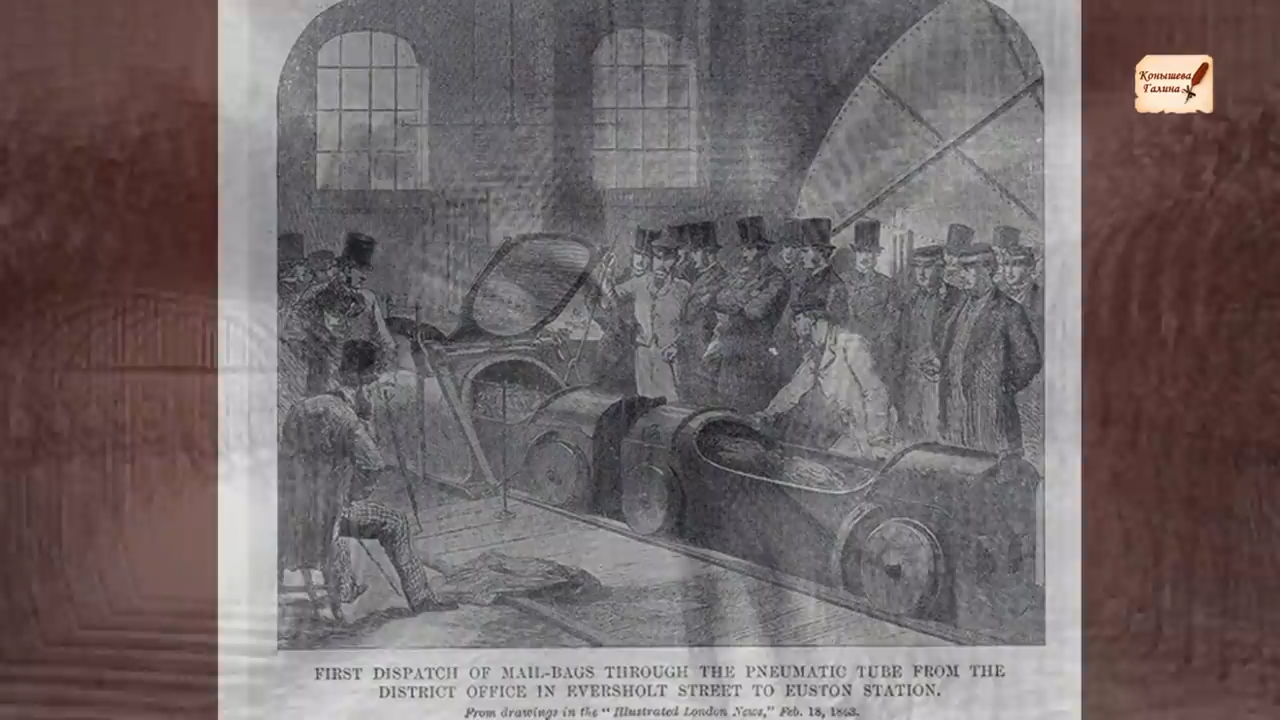 Конышева
Галина
FIRST DISPATCH OF MAIL-BAGS THROUGH THE PNEUMATIC TUBE FROM THE
DISTRICT OFFICE IN EVERSHOLT STREET TO EUSTON STATION.
From drawings in the "Illustrated London News," Feb. 18, 1863.